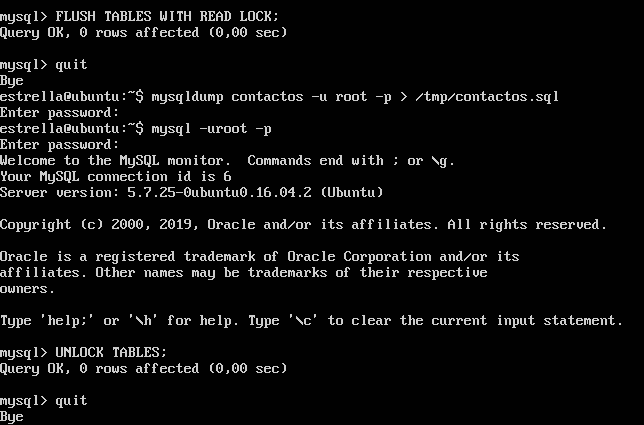 mysql> FLUSH TABLES WITH READ LOCK;
Query OK, 0 rows affected (0,00 sec)
mysql> quit
Bye
estrella@ubuntu:~$ mysqldump contactos -u root -p > /tmp/contactos.sql
Enter password:
estrella@ubuntu:~$ mysql -uroot -p
Enter password:
Welcome to the MySQL monitor.  Commands end with ; or \g.
Your MySQL connection id is 6
Server version: 5.7.25-0ubuntu0.16.04.2 (Ubuntu)
Copyright (c) 2000, 2019, Oracle and/or its affiliates. All rights reserved.
Oracle is a registered trademark of Oracle Corporation and/or its
affiliates. Other names may be trademarks of their respective
owners.
Type 'help;' or '\h' for help. Type '\c' to clear the current input statement.
mysql> UNLOCK TABLES;
Query OK, 0 rows affected (0,00 sec)
mysql> quit
Bye